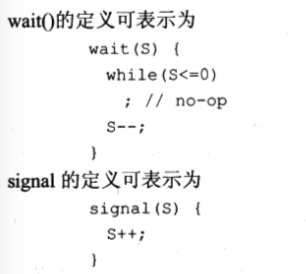 wait()的定义可表示为
wait(S) {
while(S<=0)
; // no-op
S--;
}
signal 的定义可表示为
signal(S) {
S++;
}